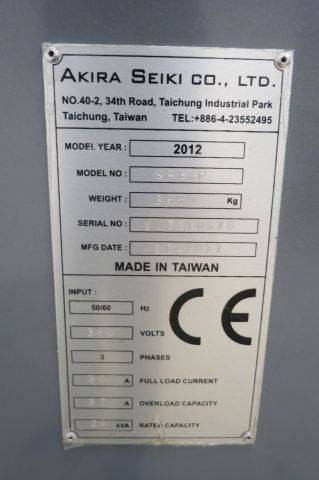 AKIRA SEIKI CO., LTD.
NO.40-2, 34th Road, Taichung Industrial Park
Taichung, Taiwan TEL:+886-4-23552495
MODEL YEAR : 2012
MODEL NO :
WEIGHT : Kg
SERIAL NO :
MFG DATE :
MADE IN TAIWAN
INPUT :
CE
50/60 Hz
VOLTS
3 PHASES
A FULL LOAD CURRENT
A OVERLOAD CAPACITY
kVA RATED CAPACITY